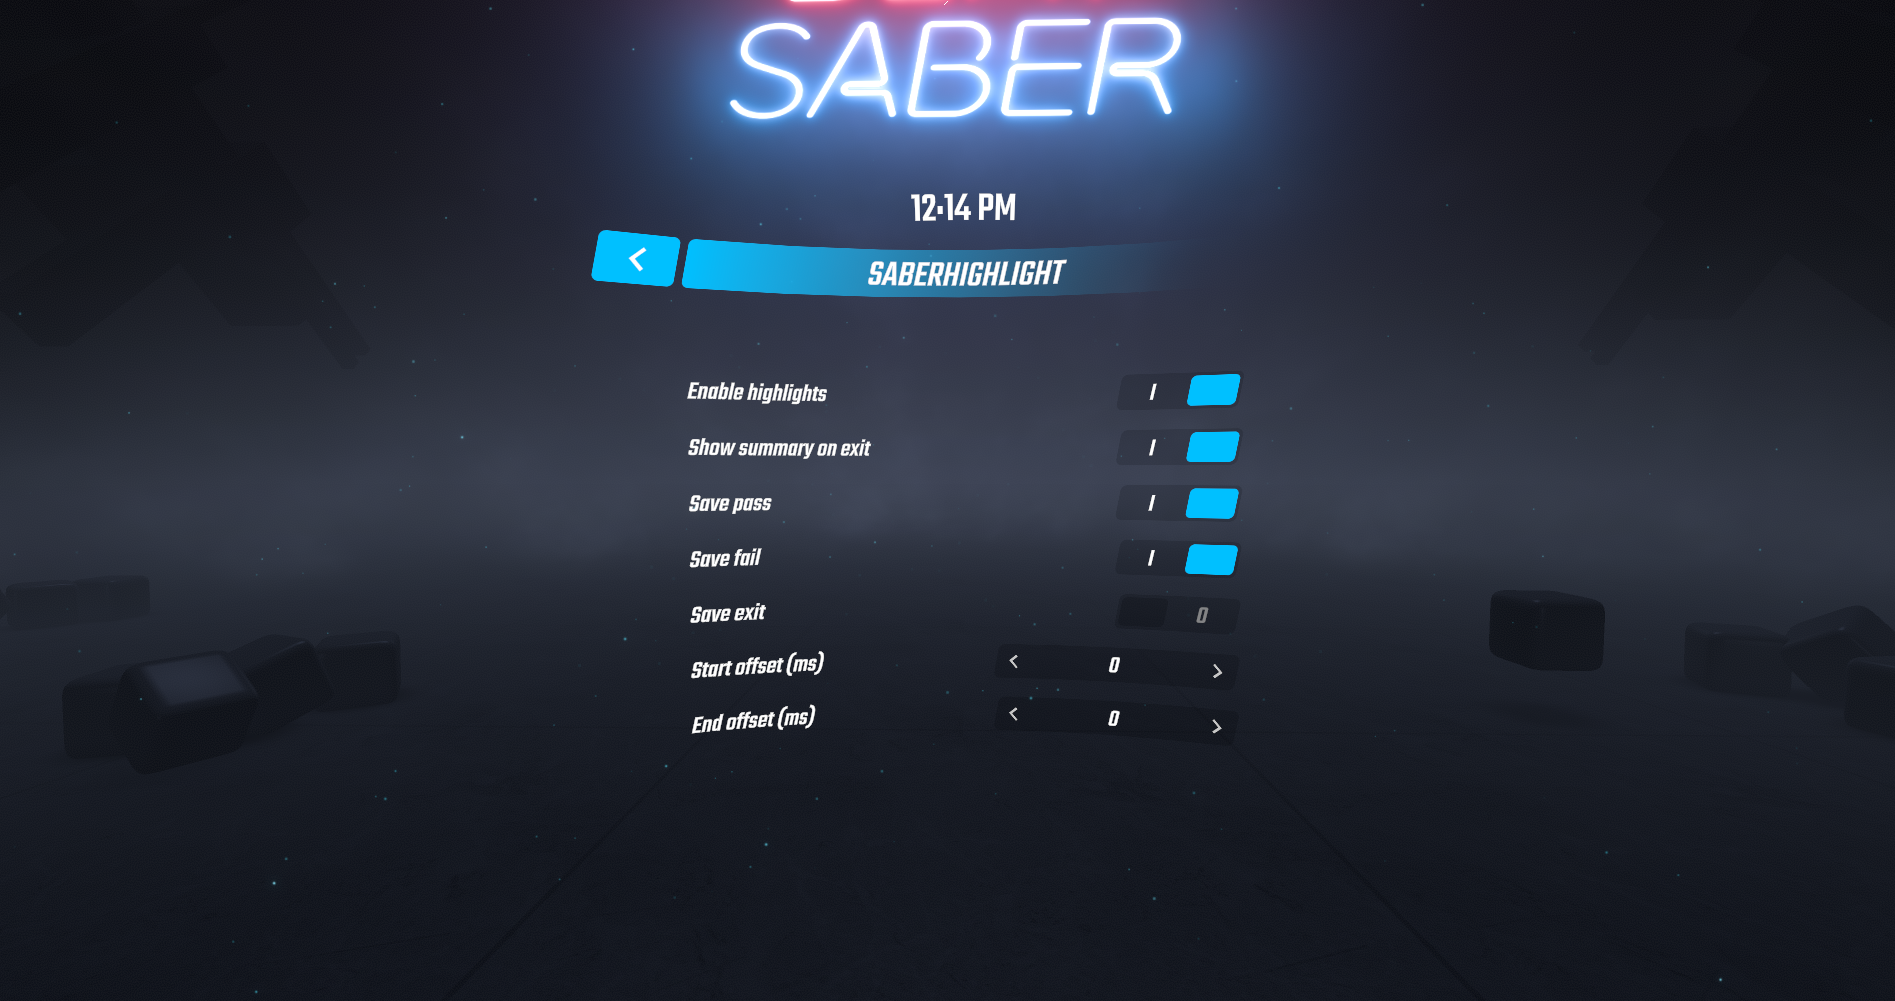 SABER
12:14 PM
SABERHIGHLIGHT
Enable highlights I
Show summary on exit I
Save pass I
Save fail I
Save exit 0
Start offset (ms) < 0 >
End offset (ms) < 0 >